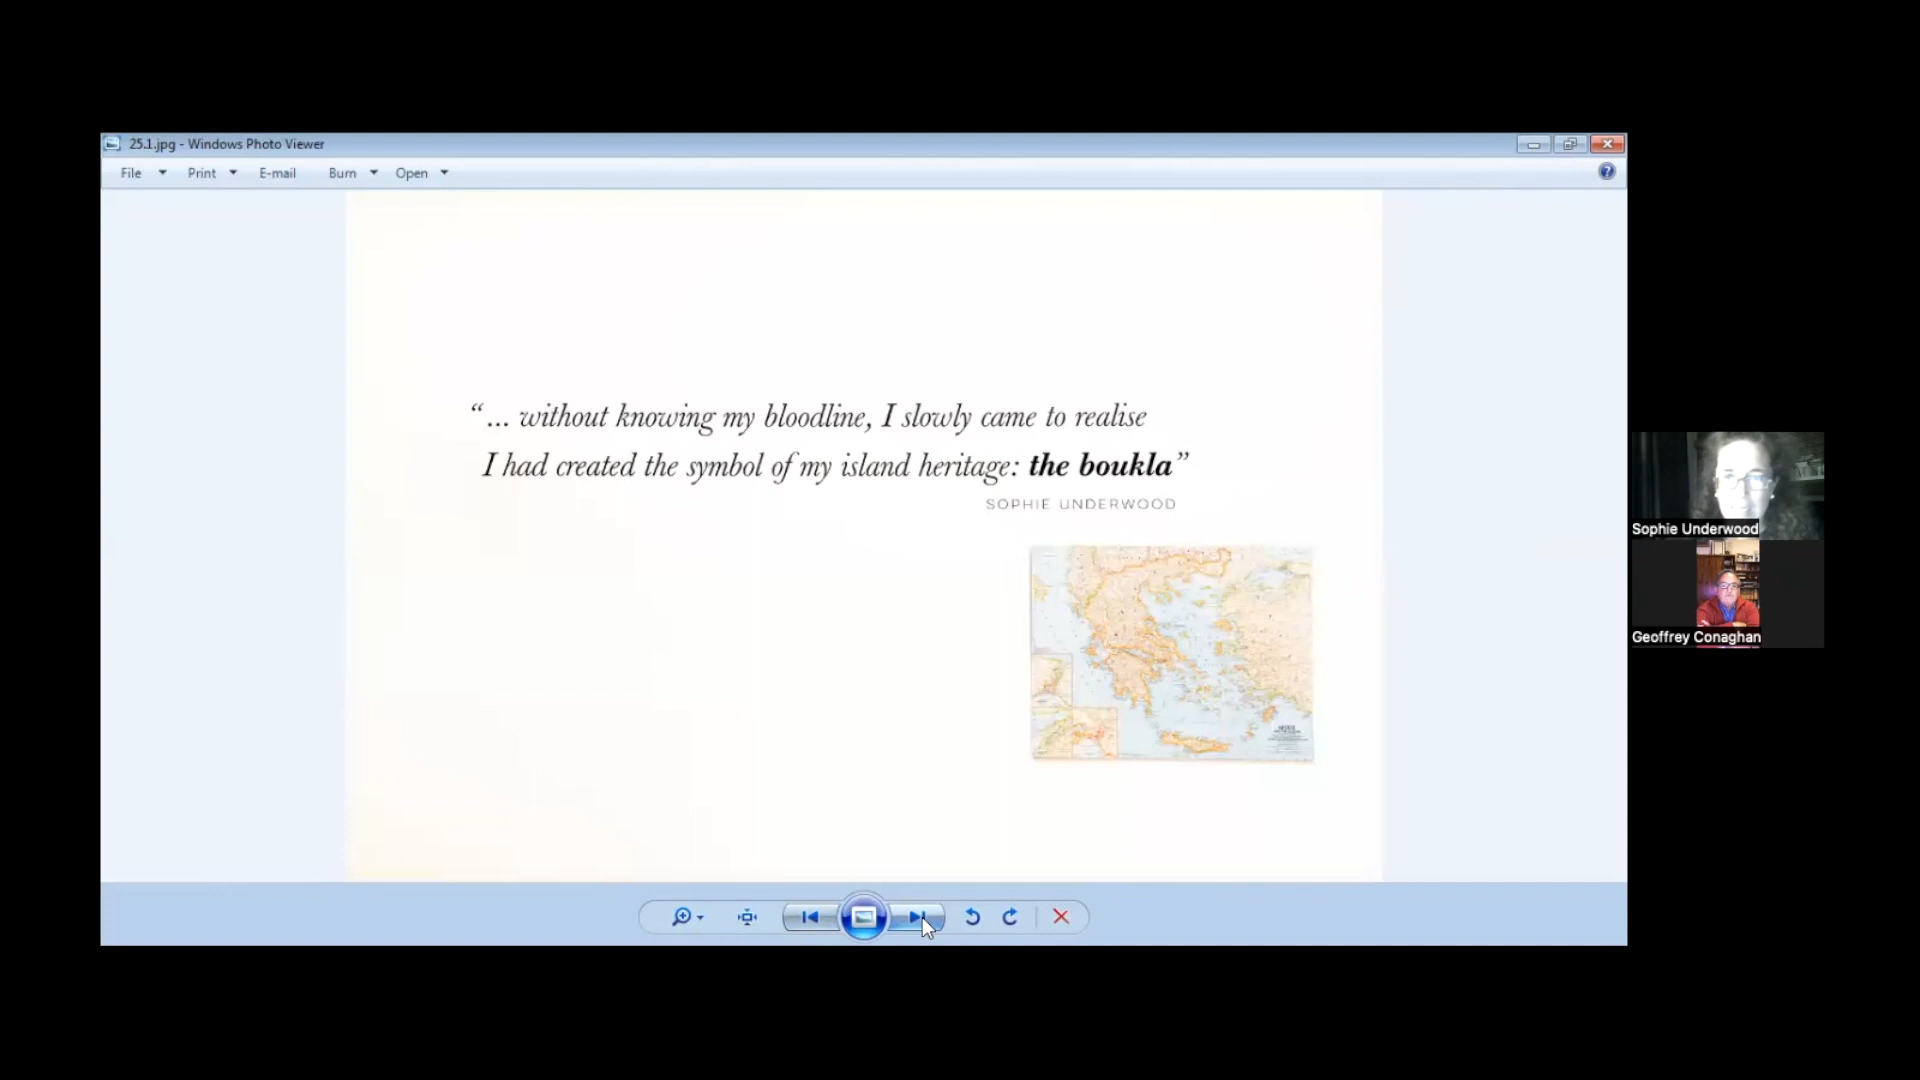 25.1.jpg - Windows Photo Viewer
File Print E-mail Burn Open
“ ... without knowing my bloodline, I slowly came to realise
I had created the symbol of my island heritage: the boukla”
SOPHIE UNDERWOOD
Sophie Underwood
Geoffrey Conaghan